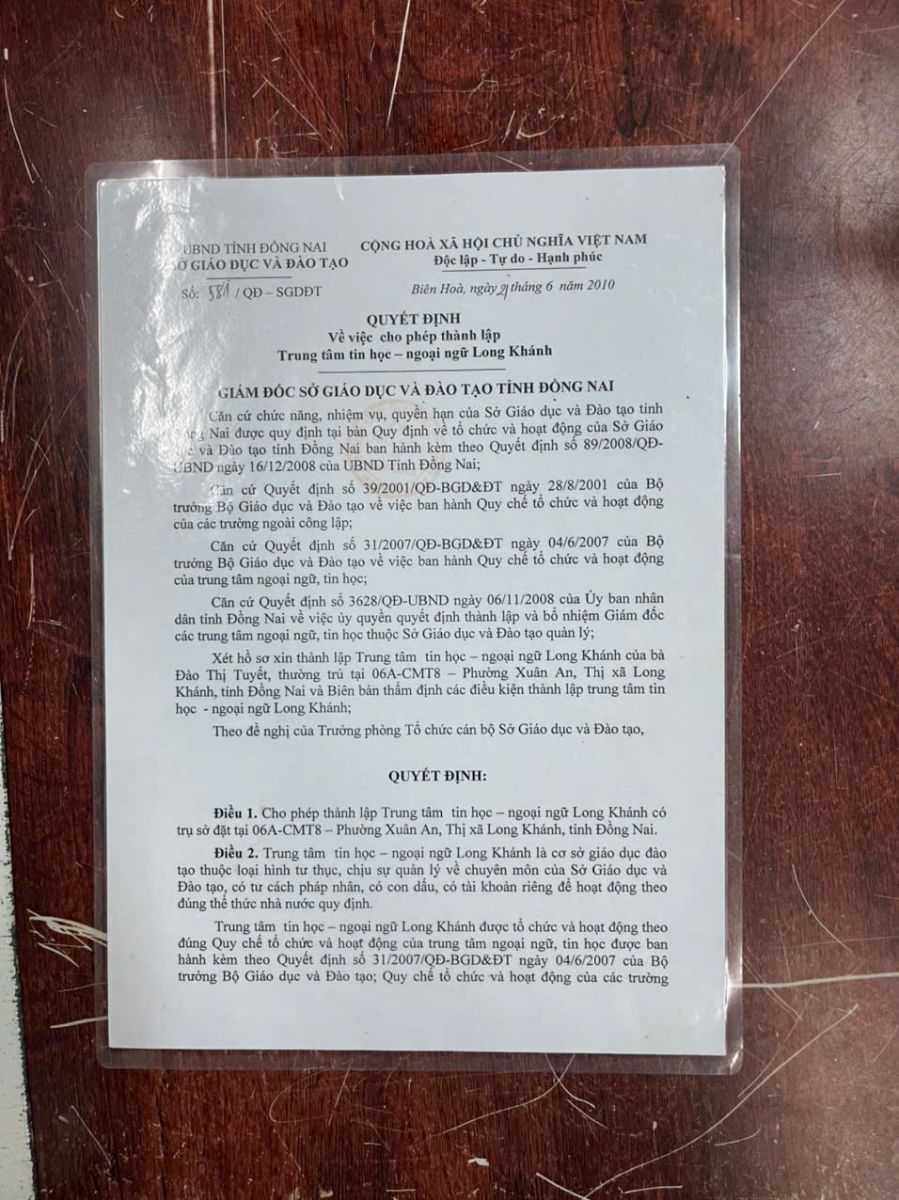 UBND TỈNH ĐỒNG NAI
SỞ GIÁO DỤC VÀ ĐÀO TẠO
Số: 581 / QĐ – SGDĐT
CỘNG HOÀ XÃ HỘI CHỦ NGHĨA VIỆT NAM
Độc lập - Tự do - Hạnh phúc
Biên Hoà, ngày 21 tháng 6 năm 2010
QUYẾT ĐỊNH
Về việc cho phép thành lập
Trung tâm tin học – ngoại ngữ Long Khánh
GIÁM ĐỐC SỞ GIÁO DỤC VÀ ĐÀO TẠO TỈNH ĐỒNG NAI
Căn cứ chức năng, nhiệm vụ, quyền hạn của Sở Giáo dục và Đào tạo tỉnh
Đồng Nai được quy định tại bản Quy định về tổ chức và hoạt động của Sở Giáo
dục và Đào tạo tỉnh Đồng Nai ban hành kèm theo Quyết định số 89/2008/QĐ-
UBND ngày 16/12/2008 của UBND Tỉnh Đồng Nai;
Căn cứ Quyết định số 39/2001/QĐ-BGD&ĐT ngày 28/8/2001 của Bộ
trưởng Bộ Giáo dục và Đào tạo về việc ban hành Quy chế tổ chức và hoạt động
của các trường ngoài công lập;
Căn cứ Quyết định số 31/2007/QĐ-BGD&ĐT ngày 04/6/2007 của Bộ
trưởng Bộ Giáo dục và Đào tạo về việc ban hành Quy chế tổ chức và hoạt động
của trung tâm ngoại ngữ, tin học;
Căn cứ Quyết định số 3628/QĐ-UBND ngày 06/11/2008 của Ủy ban nhân
dân tỉnh Đồng Nai về việc ủy quyền quyết định thành lập và bổ nhiệm Giám đốc
các trung tâm ngoại ngữ, tin học thuộc Sở Giáo dục và Đào tạo quản lý;
Xét hồ sơ xin thành lập Trung tâm tin học – ngoại ngữ Long Khánh của bà
Đào Thị Tuyết, thường trú tại 06A-CMT8 – Phường Xuân An, Thị xã Long
Khánh, tỉnh Đồng Nai và Biên bản thẩm định các điều kiện thành lập trung tâm tin
học - ngoại ngữ Long Khánh;
Theo đề nghị của Trưởng phòng Tổ chức cán bộ Sở Giáo dục và Đào tạo,
QUYẾT ĐỊNH:
Điều 1. Cho phép thành lập Trung tâm tin học – ngoại ngữ Long Khánh có
trụ sở đặt tại 06A-CMT8 – Phường Xuân An, Thị xã Long Khánh, tỉnh Đồng Nai.
Điều 2. Trung tâm tin học – ngoại ngữ Long Khánh là cơ sở giáo dục đào
tạo thuộc loại hình tư thục, chịu sự quản lý về chuyên môn của Sở Giáo dục và
Đào tạo, có tư cách pháp nhân, có con dấu, có tài khoản riêng để hoạt động theo
đúng thể thức nhà nước quy định.
Trung tâm tin học – ngoại ngữ Long Khánh được tổ chức và hoạt động theo
đúng Quy chế tổ chức và hoạt động của trung tâm ngoại ngữ, tin học được ban
hành kèm theo Quyết định số 31/2007/QĐ-BGD&ĐT ngày 04/6/2007 của Bộ
trưởng Bộ Giáo dục và Đào tạo; Quy chế tổ chức và hoạt động của các trường